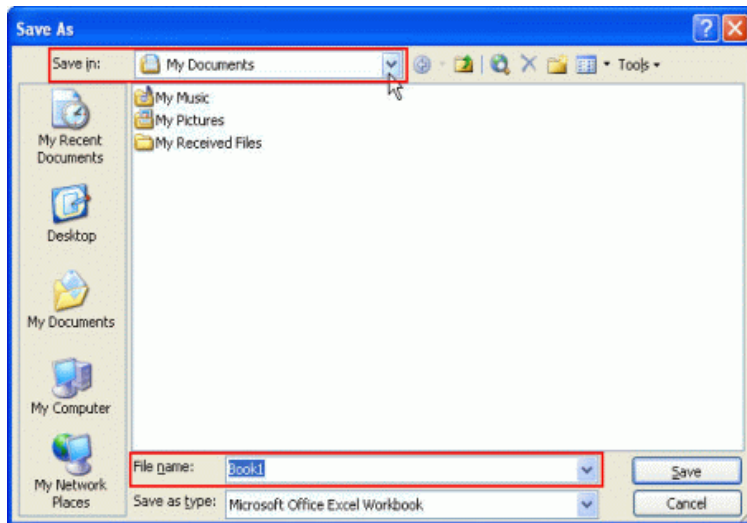 Save As
Save in: My Documents Tools
My Music
My Pictures
My Received Files
My Recent
Documents
Desktop
My Documents
My Computer
My Network
Places
File name: Book1 Save
Save as type: Microsoft Office Excel Workbook Cancel